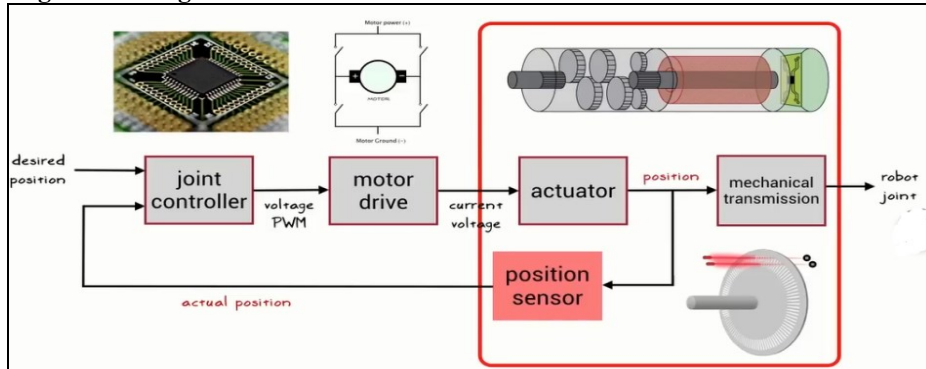 Motor power (+)
+
-
MOTOR
Motor Ground (-)
desired
position
joint
controller
voltage
PWM
motor
drive
current
voltage
actuator
position
mechanical
transmission
robot
joint
position
sensor
actual position